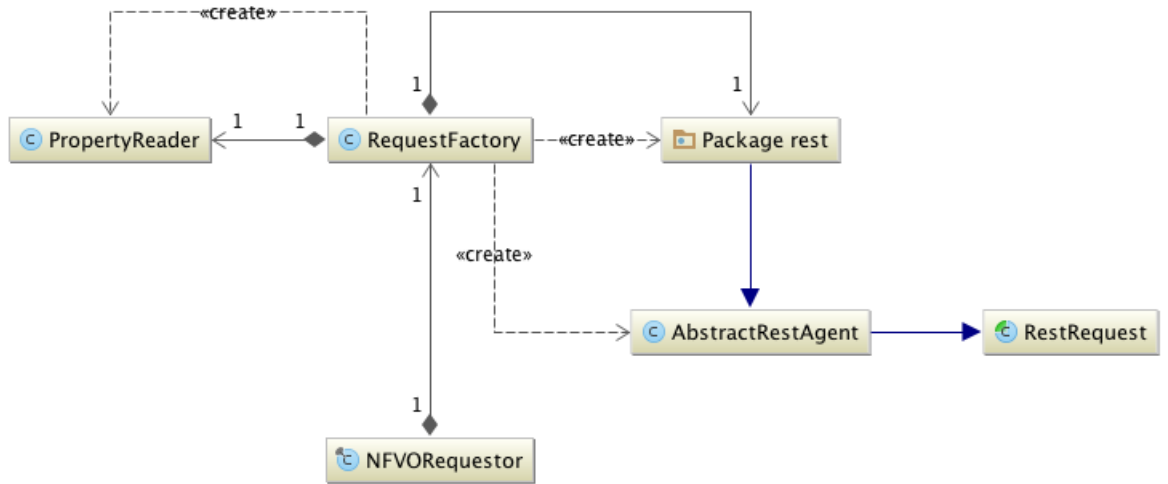 «create»
1
1
PropertyReader
1
1
RequestFactory
«create»
Package rest
1
«create»
AbstractRestAgent
RestRequest
1
NFVORequestor